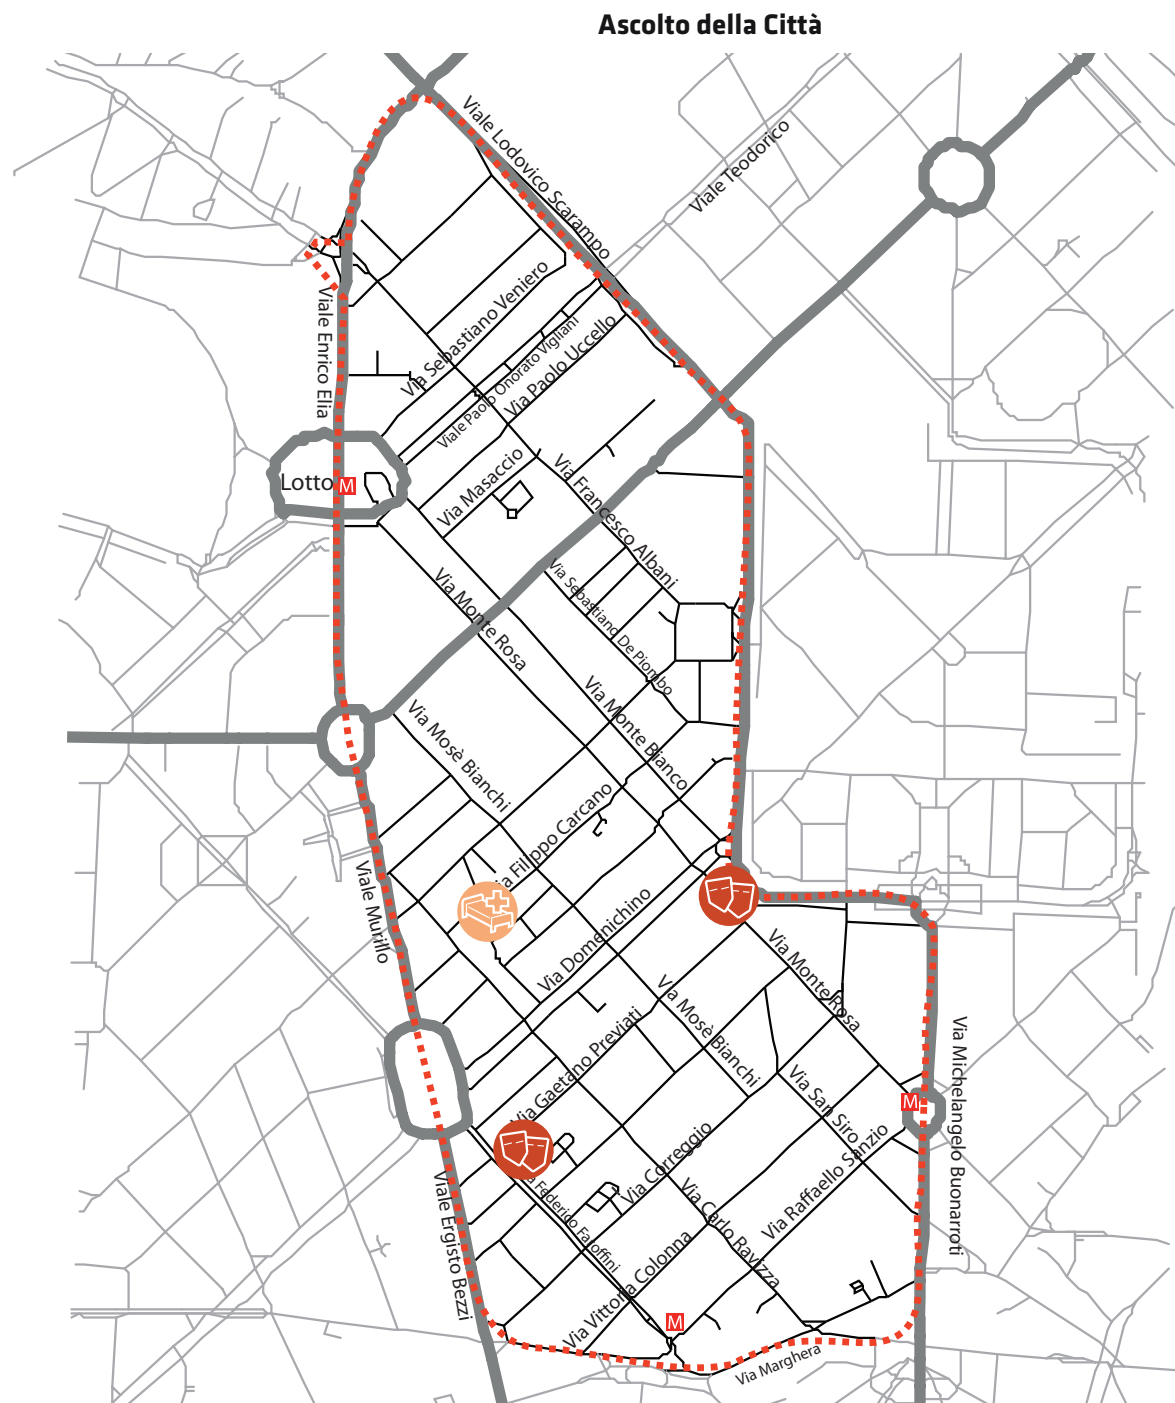 Ascolto della Città
Viale Lodovico Scarampo
Viale Teodorico
Viale Enrico Elia
Via Sebastiano Veniero
Viale Paolo Onorato Vigliani
Via Paolo Uccello
Lotto M
Via Masaccio
Via Francesco Albani
Via Sebastiano De Piombo
Via Monte Rosa
Via Monte Bianco
Via Mosè Bianchi
Via Filippo Carcano
Viale Murillo
Via Domenichino
Via Monte Rosa
Via Mosè Bianchi
Via Gaetano Previati
Via San Siro
M
Via Michelangelo Buonarroti
Via Correggio
Via Raffaello Sanzio
Viale Ergisto Bezzi
Federico Faroffini
Via Carlo Ravizza
Via Vittoria Colonna
M
Via Marghera